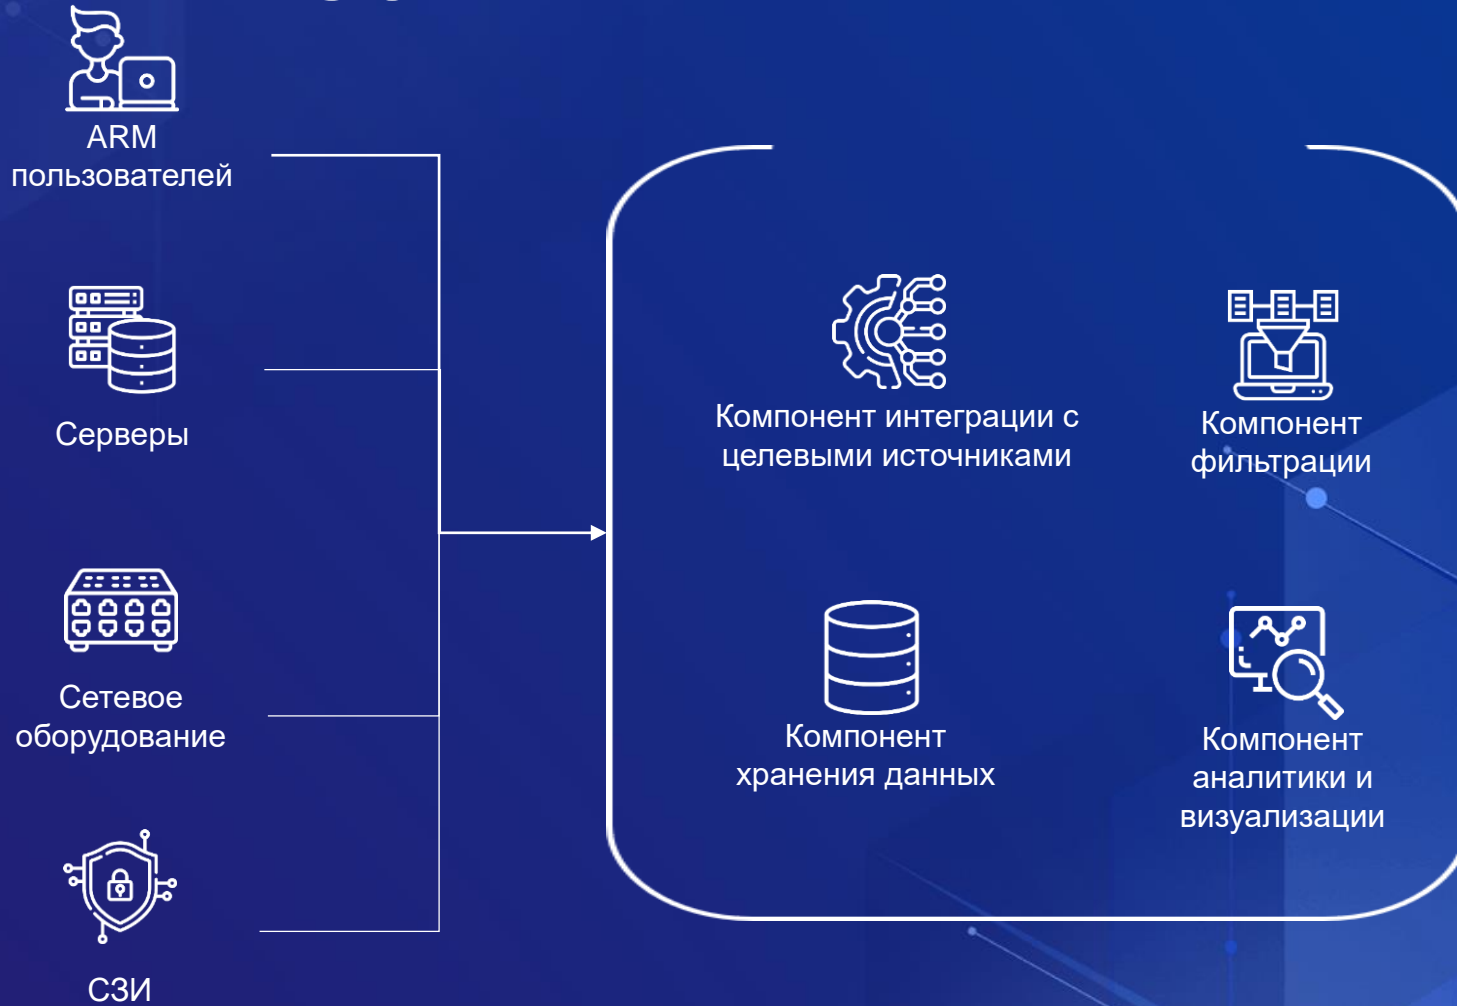 ARM
пользователей
Серверы
Сетевое
оборудование
СЗИ
Компонент интеграции с
целевыми источниками
Компонент
фильтрации
Компонент
хранения данных
Компонент
аналитики и
визуализации